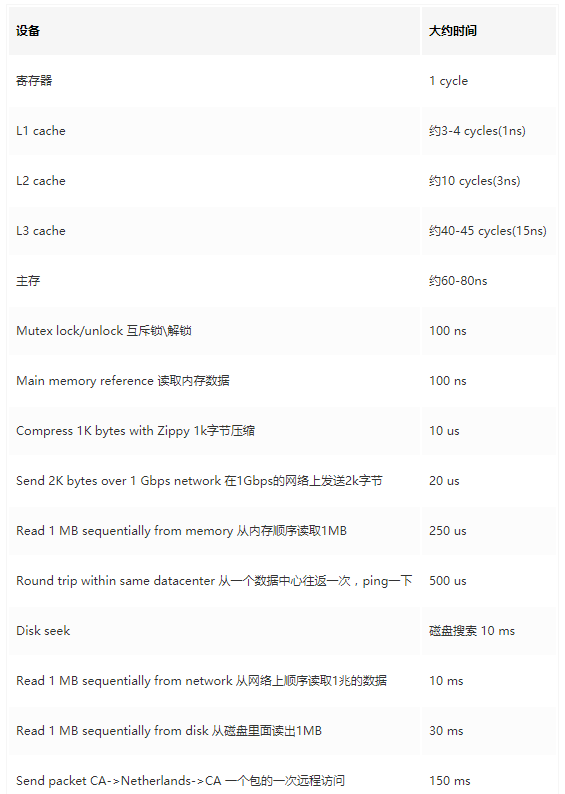 设备 大约时间
寄存器 1 cycle
L1 cache 约3-4 cycles(1ns)
L2 cache 约10 cycles(3ns)
L3 cache 约40-45 cycles(15ns)
主存 约60-80ns
Mutex lock/unlock 互斥锁\解锁 100 ns
Main memory reference 读取内存数据 100 ns
Compress 1K bytes with Zippy 1k字节压缩 10 us
Send 2K bytes over 1 Gbps network 在1Gbps的网络上发送2k字节 20 us
Read 1 MB sequentially from memory 从内存顺序读取1MB 250 us
Round trip within same datacenter 从一个数据中心往返一次，ping一下 500 us
Disk seek 磁盘搜索 10 ms
Read 1 MB sequentially from network 从网络上顺序读取1兆的数据 10 ms
Read 1 MB sequentially from disk 从磁盘里面读出1MB 30 ms
Send packet CA->Netherlands->CA 一个包的一次远程访问 150 ms